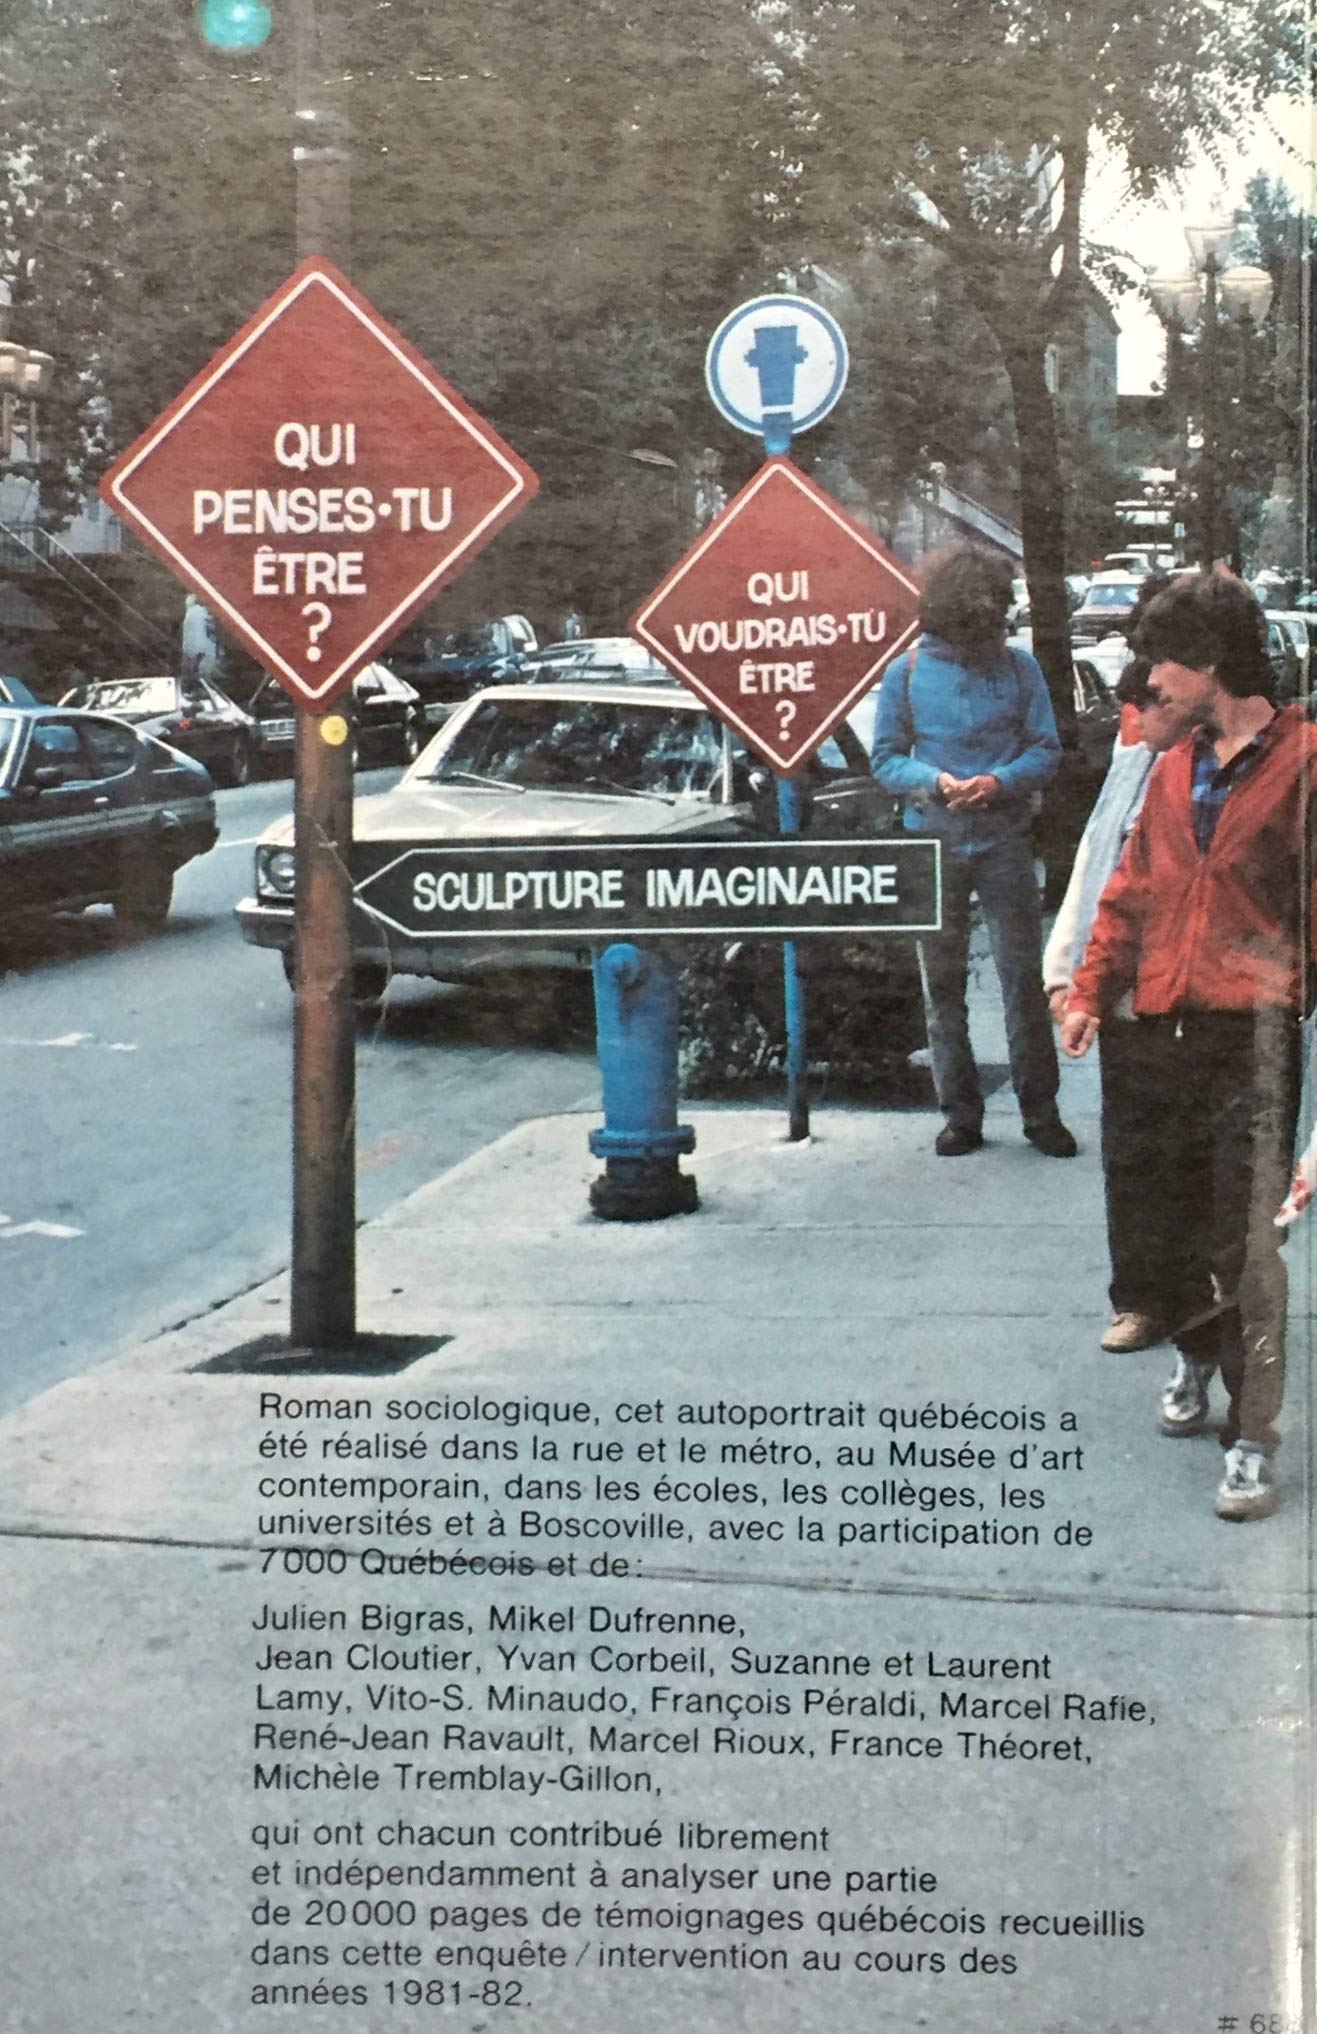 QUI
PENSES•TU
ÊTRE
?
QUI
VOUDRAIS•TU
ÊTRE
?
SCULPTURE IMAGINAIRE
Roman sociologique, cet autoportrait québécois a
été réalisé dans la rue et le métro, au Musée d'art
contemporain, dans les écoles, les collèges, les
universités et à Boscoville, avec la participation de
7 000 Québécois et de:
Julien Bigras, Mikel Dufrenne,
Jean Cloutier, Yvan Corbeil, Suzanne et Laurent
Lamy, Vito-S. Minaudo, François Péraldi, Marcel Rafie,
René-Jean Ravault, Marcel Rioux, France Théoret,
Michèle Tremblay-Gillon,
qui ont chacun contribué librement
et indépendamment à analyser une partie
de 20 000 pages de témoignages québécois recueillis
dans cette enquête / intervention au cours des
années 1981-82.